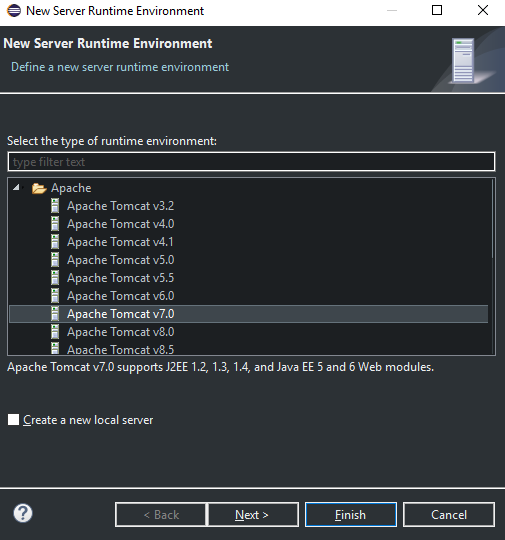 New Server Runtime Environment
New Server Runtime Environment
Define a new server runtime environment
Select the type of runtime environment:
type filter text
Apache
Apache Tomcat v3.2
Apache Tomcat v4.0
Apache Tomcat v4.1
Apache Tomcat v5.0
Apache Tomcat v5.5
Apache Tomcat v6.0
Apache Tomcat v7.0
Apache Tomcat v8.0
Apache Tomcat v8.5
Apache Tomcat v7.0 supports J2EE 1.2, 1.3, 1.4, and Java EE 5 and 6 Web modules.
Create a new local server
? < Back Next > Finish Cancel